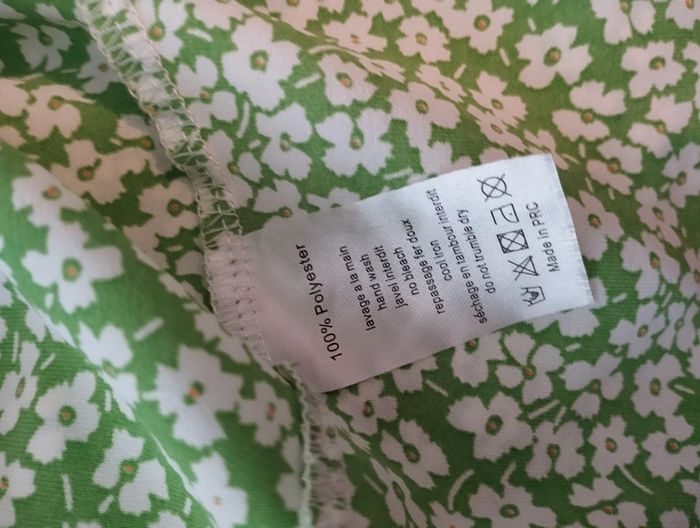 100% Polyester
lavage a la main
hand wash
javel interdit
no bleach
repassage fer doux
cool iron
séchage en tambour interdit
do not trumble dry
Made in PRC